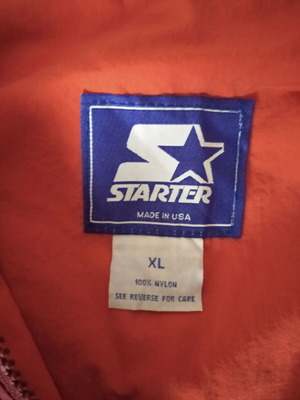 STARTER
MADE IN USA
XL
100% NYLON
SEE REVERSE FOR CARE